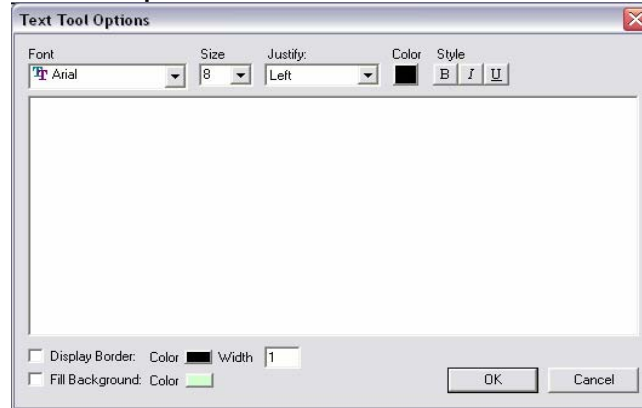 Text Tool Options
Font Size Justify: Color Style
Arial 8 Left B I U
Display Border: Color Width 1
Fill Background: Color
OK Cancel